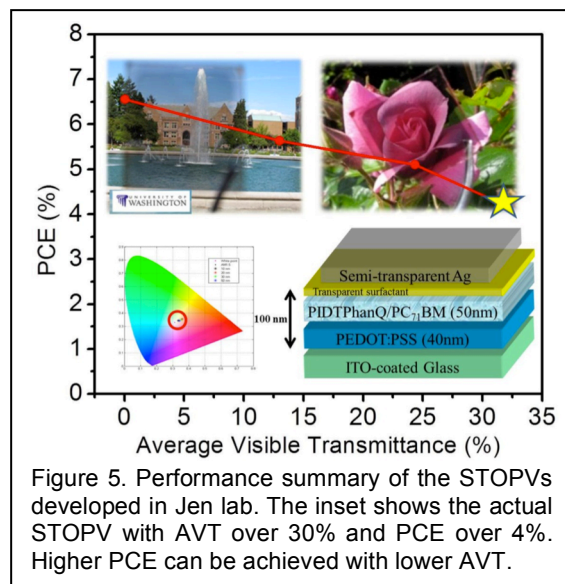 8
7
6
5
4
3
2
1
0
PCE (%)
UNIVERSITY OF
WASHINGTON
100 nm
Semi-transparent Ag
Transparent surfactant
PIDTPhanQ/PC71BM (50nm)
PEDOT:PSS (40nm)
ITO-coated Glass
0 5 10 15 20 25 30 35
Average Visible Transmittance (%)
Figure 5. Performance summary of the STOPVs
developed in Jen lab. The inset shows the actual
STOPV with AVT over 30% and PCE over 4%.
Higher PCE can be achieved with lower AVT.